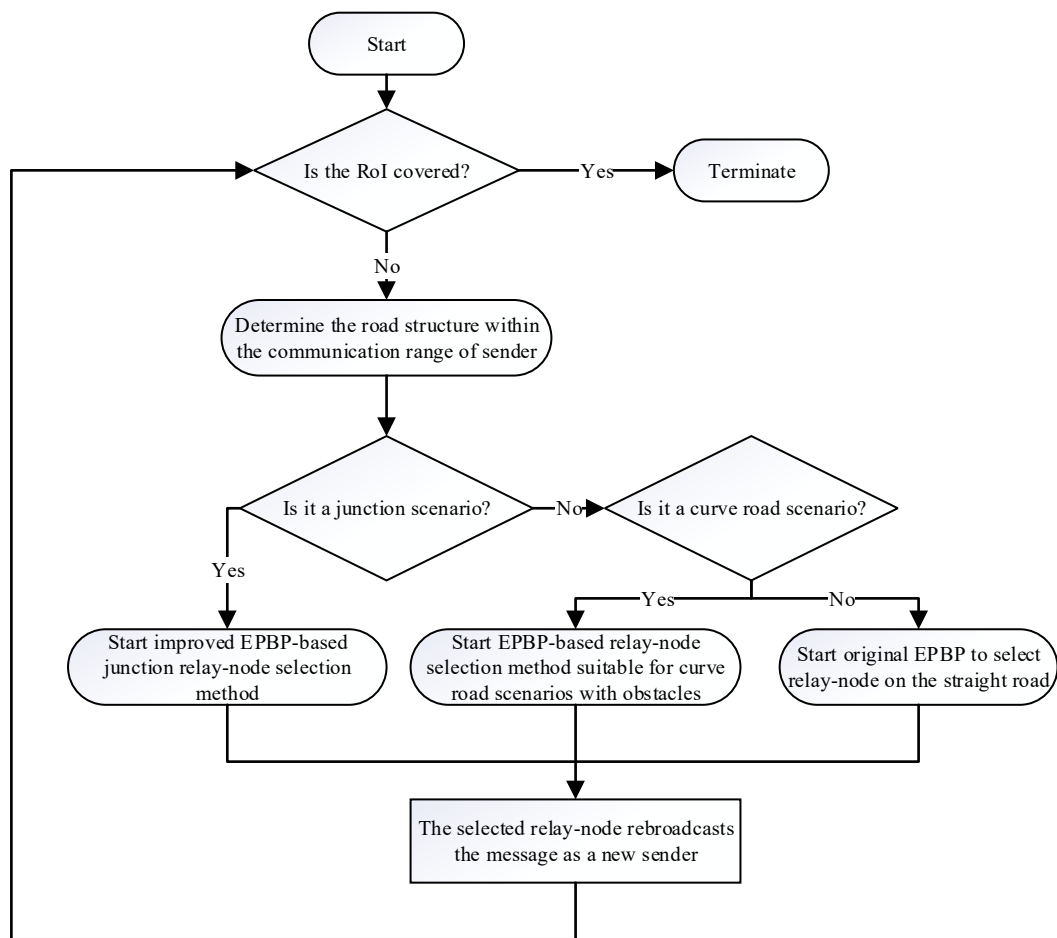 Start
Is the RoI covered?
Yes
Terminate
No
Determine the road structure within
the communication range of sender
Is it a junction scenario?
No
Is it a curve road scenario?
Yes
Yes
No
Start improved EPBP-based
junction relay-node selection
method
Start EPBP-based relay-node
selection method suitable for curve
road scenarios with obstacles
Start original EPBP to select
relay-node on the straight road
The selected relay-node rebroadcasts
the message as a new sender